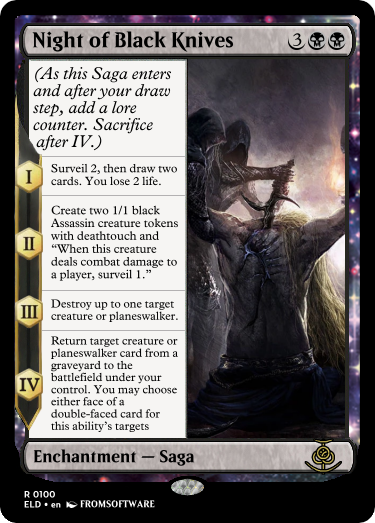 Night of Black Knives 3
(As this Saga enters
and after your draw
step, add a lore
counter. Sacrifice
after IV.)
I
Surveil 2, then draw two
cards. You lose 2 life.
II
Create two 1/1 black
Assassin creature tokens
with deathtouch and
“When this creature
deals combat damage to
a player, surveil 1.”
III
Destroy up to one target
creature or planeswalker.
IV
Return target creature or
planeswalker card from a
graveyard to the
battlefield under your
control. You may choose
either face of a
double-faced card for
this ability’s targets
Enchantment — Saga
R 0100
ELD • en FROMSOFTWARE